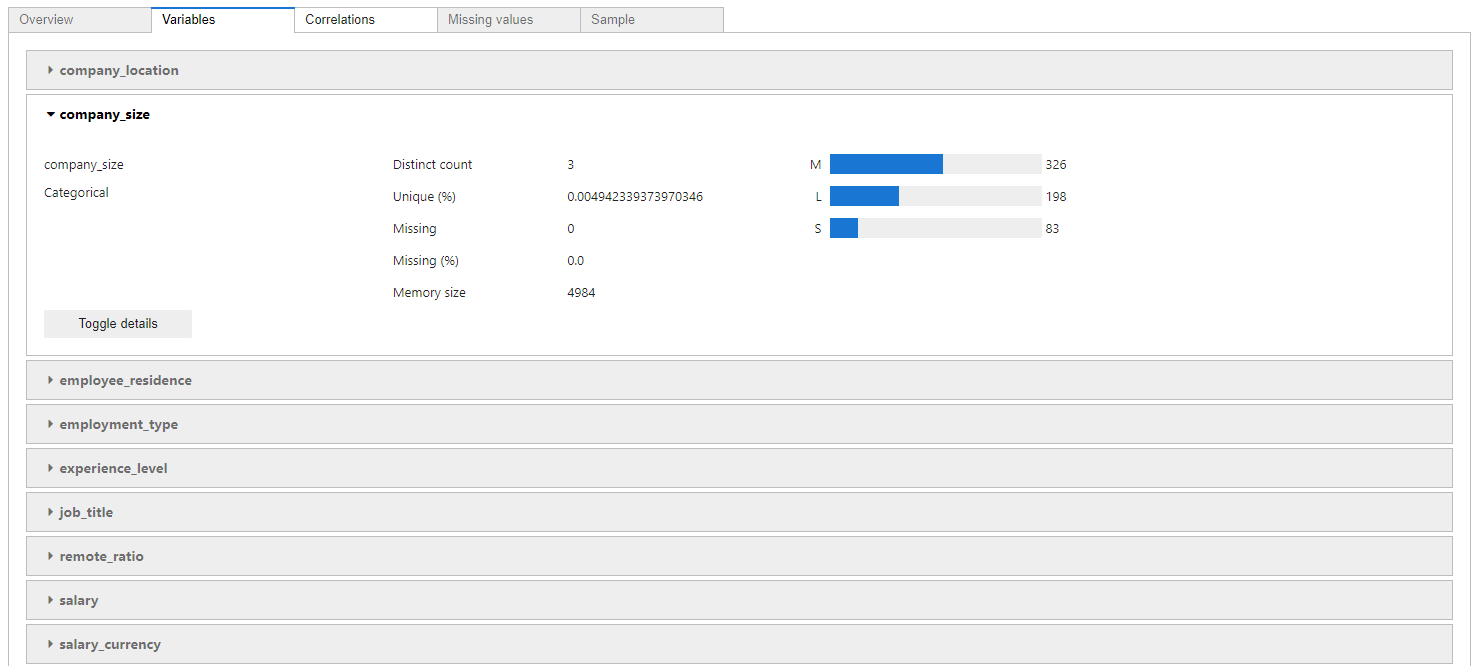 Overview Variables Correlations Missing values Sample
company_location
company_size
company_size Distinct count 3 M 326
Categorical Unique (%) 0.004942339373970346 L 198
Missing 0 S 83
Missing (%) 0.0
Memory size 4984
Toggle details
employee_residence
employment_type
experience_level
job_title
remote_ratio
salary
salary_currency